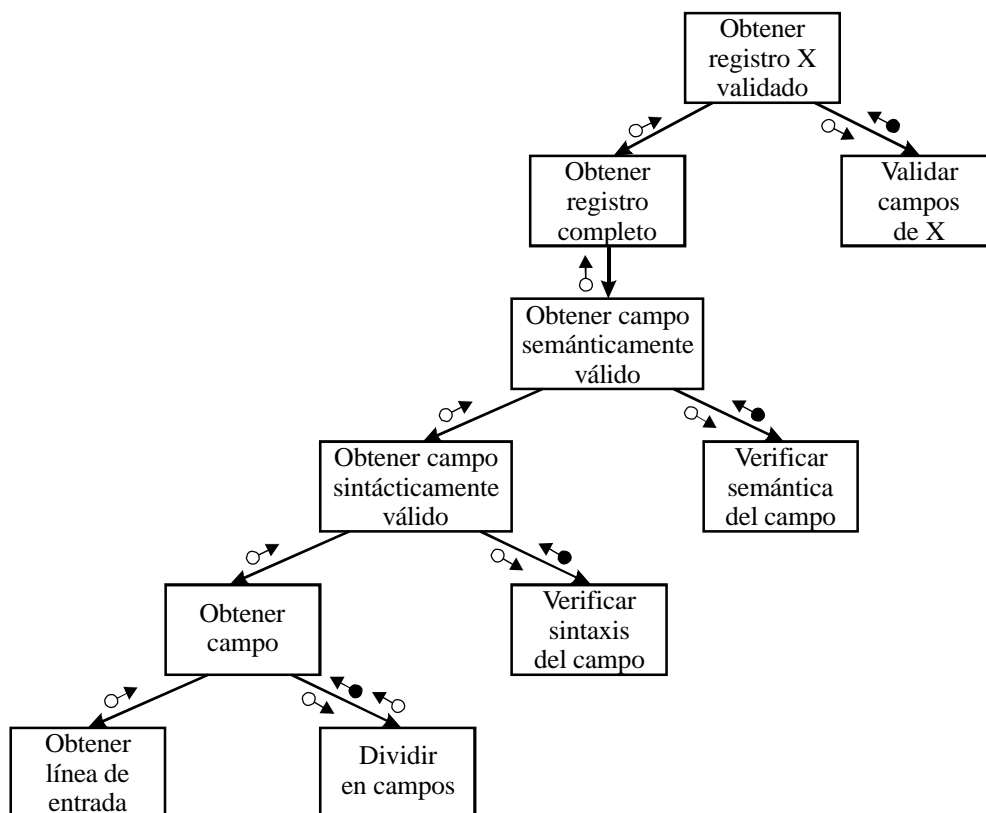 Obtener
registro X
validado
Obtener
registro
completo
Validar
campos
de X
Obtener campo
semánticamente
válido
Obtener campo
sintácticamente
válido
Verificar
semántica
del campo
Obtener
campo
Verificar
sintaxis
del campo
Obtener
línea de
entrada
Dividir
en campos